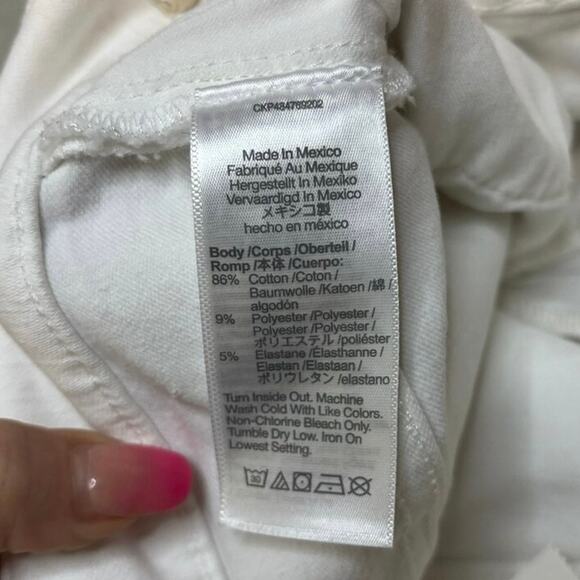 CKP484769202
Made In Mexico
Fabriqué Au Mexique
Hergestellt In Mexiko
Vervaardigd In Mexico
メキシコ製
hecho en méxico
Body /Corps /Oberteil /
Romp /本体 /Cuerpo:
86% Cotton /Coton /
Baumwolle /Katoen /綿 /
algodón
9% Polyester /Polyester /
Polyester /Polyester /
ポリエステル /poliéster
5% Elastane /Élasthanne /
Elastan /Elastaan /
ポリウレタン /elastano
Turn Inside Out. Machine
Wash Cold With Like Colors.
Non-Chlorine Bleach Only.
Tumble Dry Low. Iron On
Lowest Setting.
30